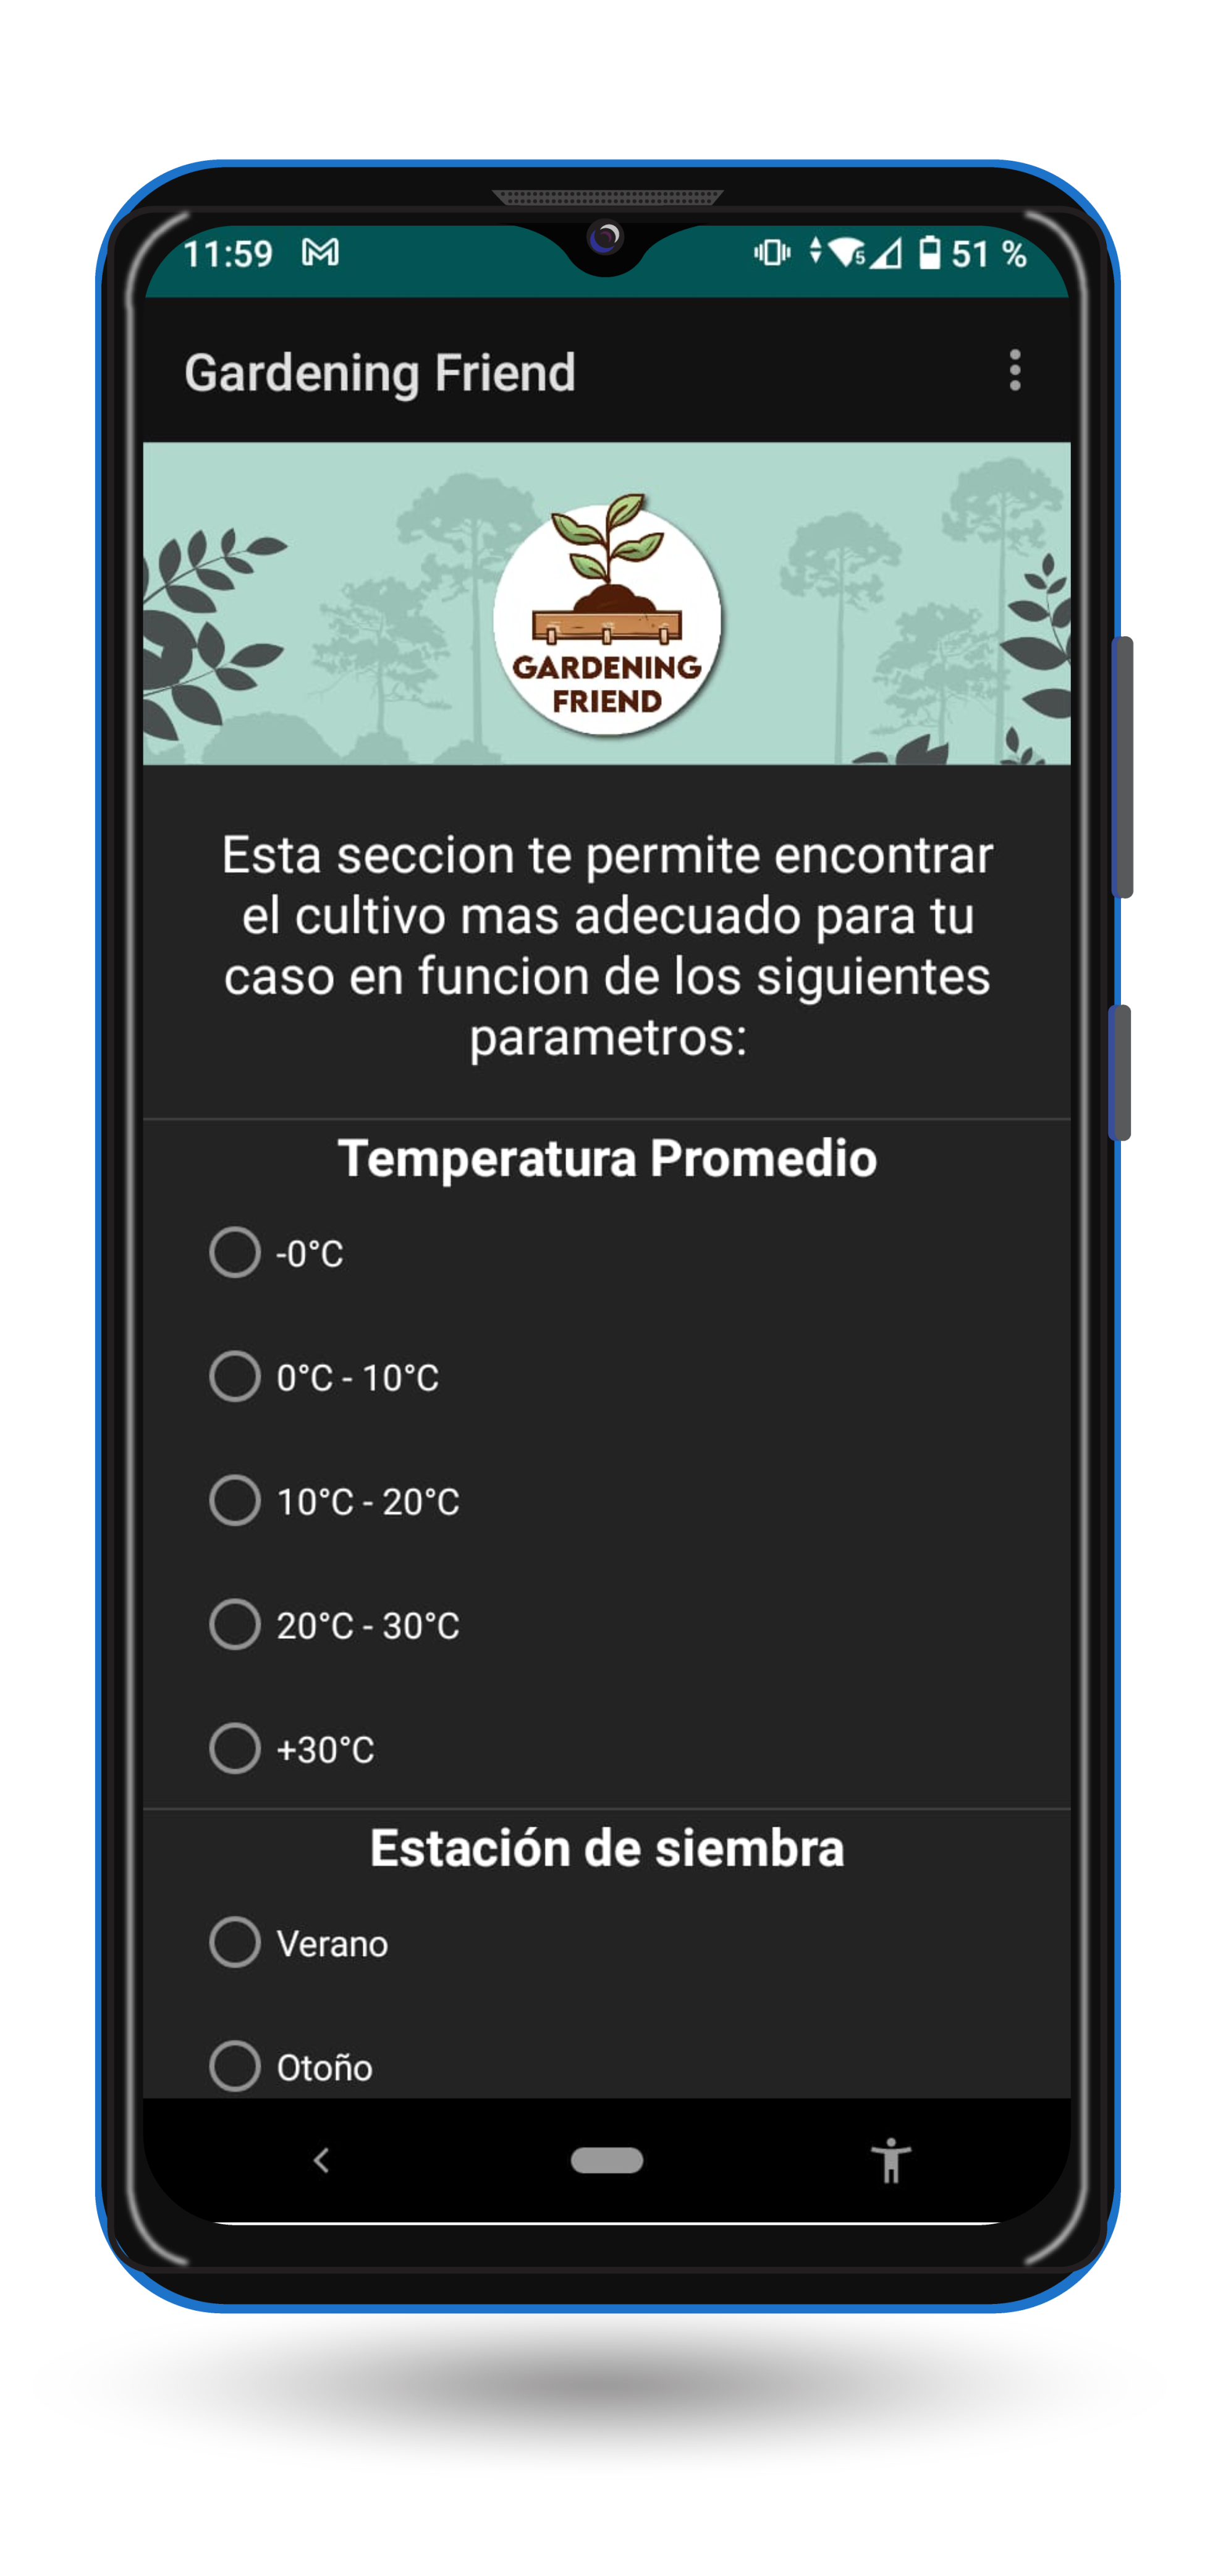 11:59
5 51 %
Gardening Friend
GARDENING
FRIEND
Esta seccion te permite encontrar
el cultivo mas adecuado para tu
caso en funcion de los siguientes
parametros:
Temperatura Promedio
-0°C
0°C - 10°C
10°C - 20°C
20°C - 30°C
+30°C
Estación de siembra
Verano
Otoño